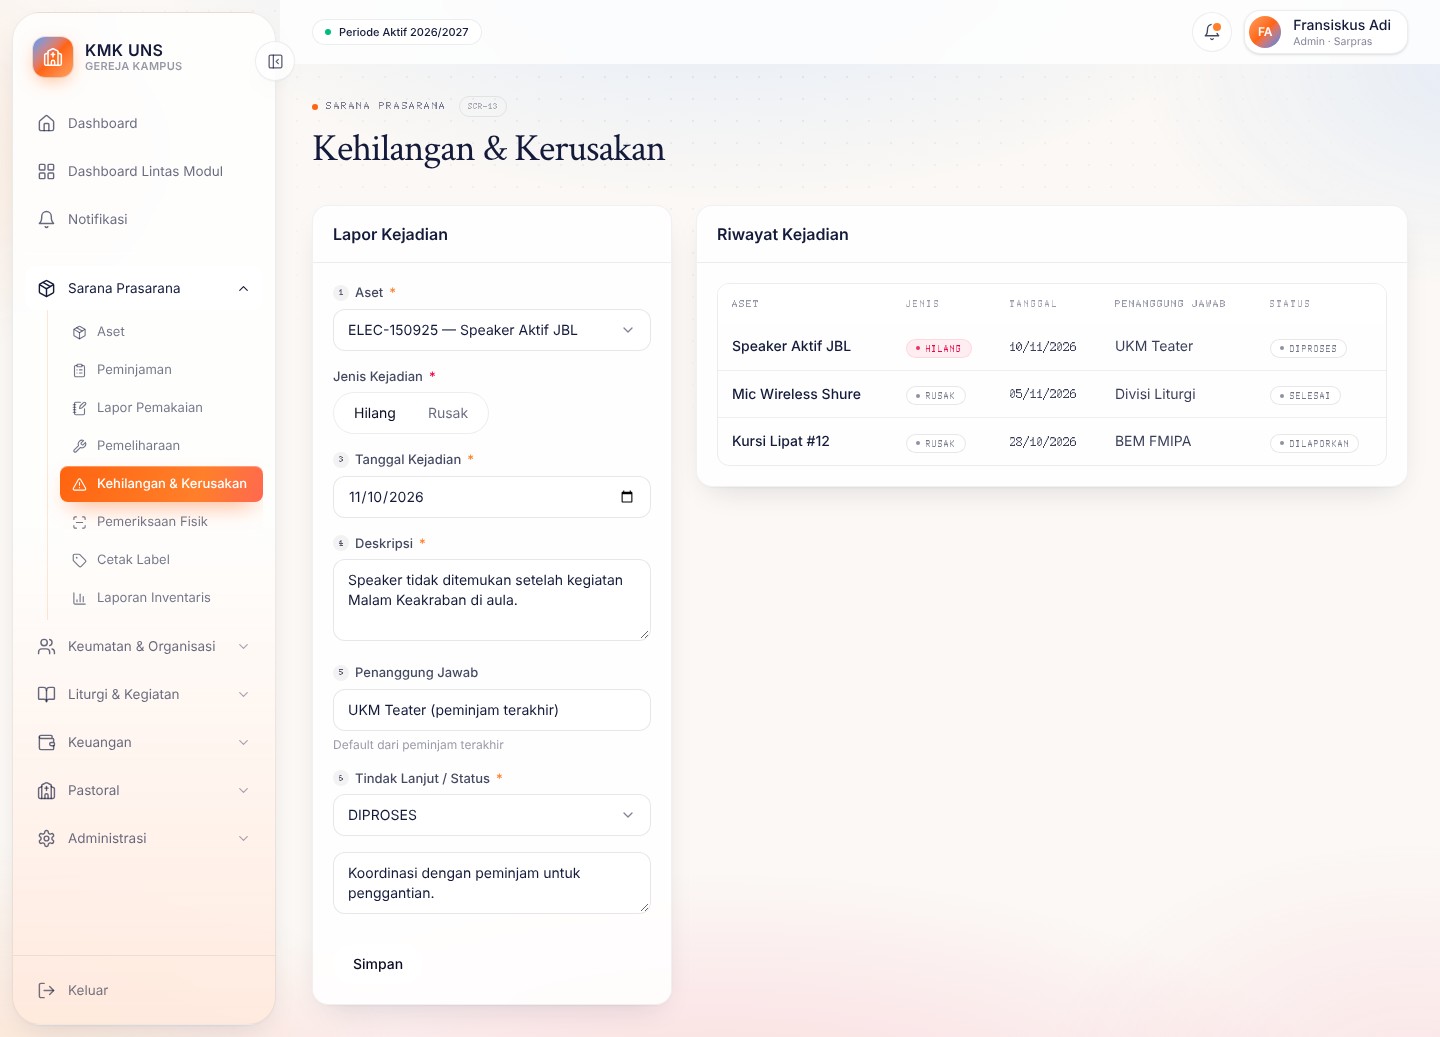 KMK UNS
GEREJA KAMPUS
Dashboard
Dashboard Lintas Modul
Notifikasi
Sarana Prasarana
Aset
Peminjaman
Lapor Pemakaian
Pemeliharaan
Kehilangan & Kerusakan
Pemeriksaan Fisik
Cetak Label
Laporan Inventaris
Keumatan & Organisasi
Liturgi & Kegiatan
Keuangan
Pastoral
Administrasi
Keluar
Periode Aktif 2026/2027
FA
Fransiskus Adi
Admin · Sarpras
SARANA PRASARANA SCR-13
Kehilangan & Kerusakan
Lapor Kejadian
1 Aset *
ELEC-150925 — Speaker Aktif JBL
Jenis Kejadian *
Hilang Rusak
3 Tanggal Kejadian *
11/10/2026
4 Deskripsi *
Speaker tidak ditemukan setelah kegiatan
Malam Keakraban di aula.
5 Penanggung Jawab
UKM Teater (peminjam terakhir)
Default dari peminjam terakhir
6 Tindak Lanjut / Status *
DIPROSES
Koordinasi dengan peminjam untuk
penggantian.
Simpan
Riwayat Kejadian
ASET JENIS TANGGAL PENANGGUNG JAWAB STATUS
Speaker Aktif JBL HILANG 10/11/2026 UKM Teater DIPROSES
Mic Wireless Shure RUSAK 05/11/2026 Divisi Liturgi SELESAI
Kursi Lipat #12 RUSAK 28/10/2026 BEM FMIPA DILAPORKAN